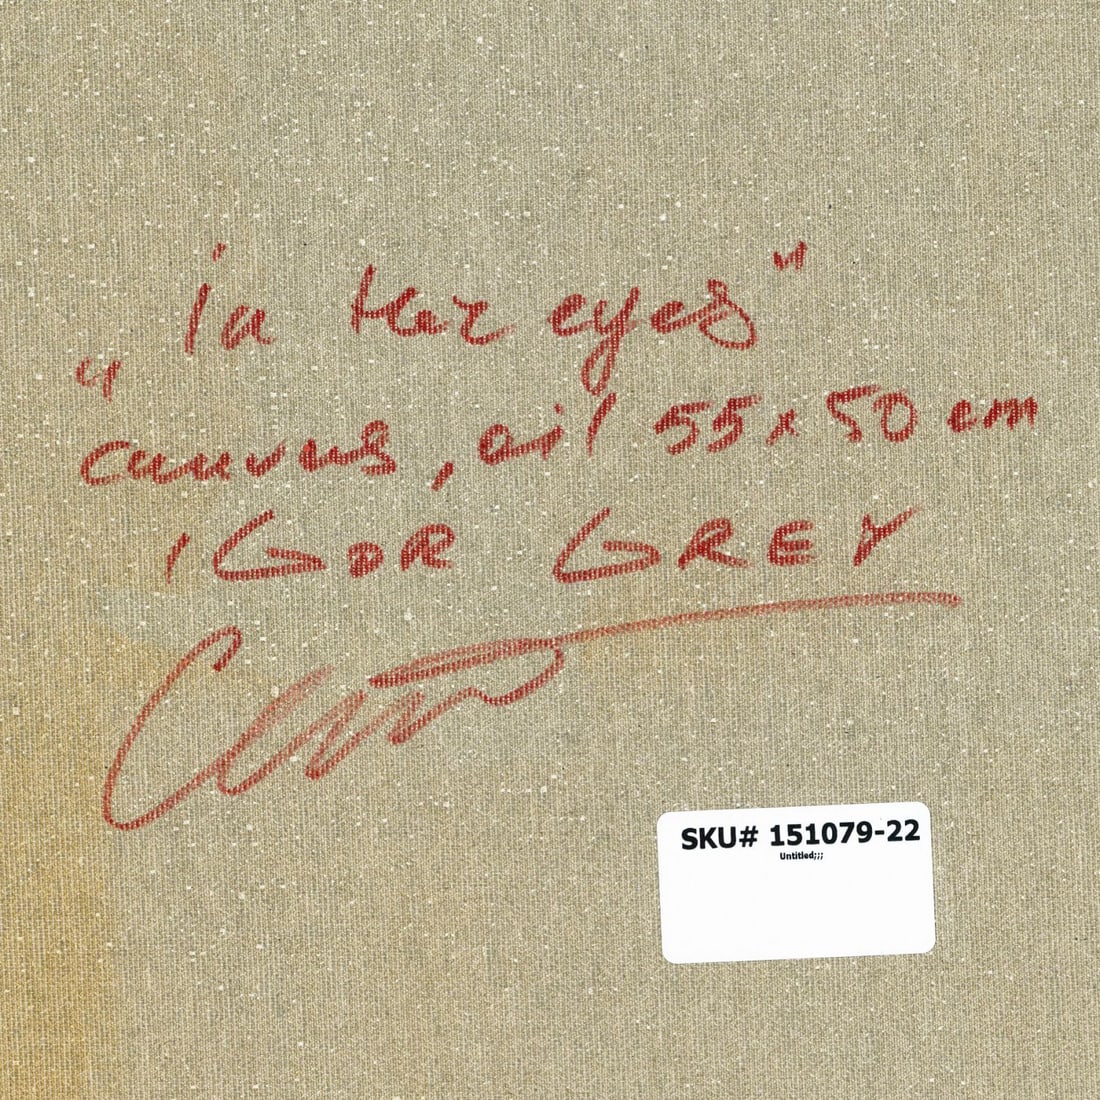 „in Her eyes"
canvas, oil 55x50 cm
IGOR GREY
SKU# 151079-22
Untitled;;;